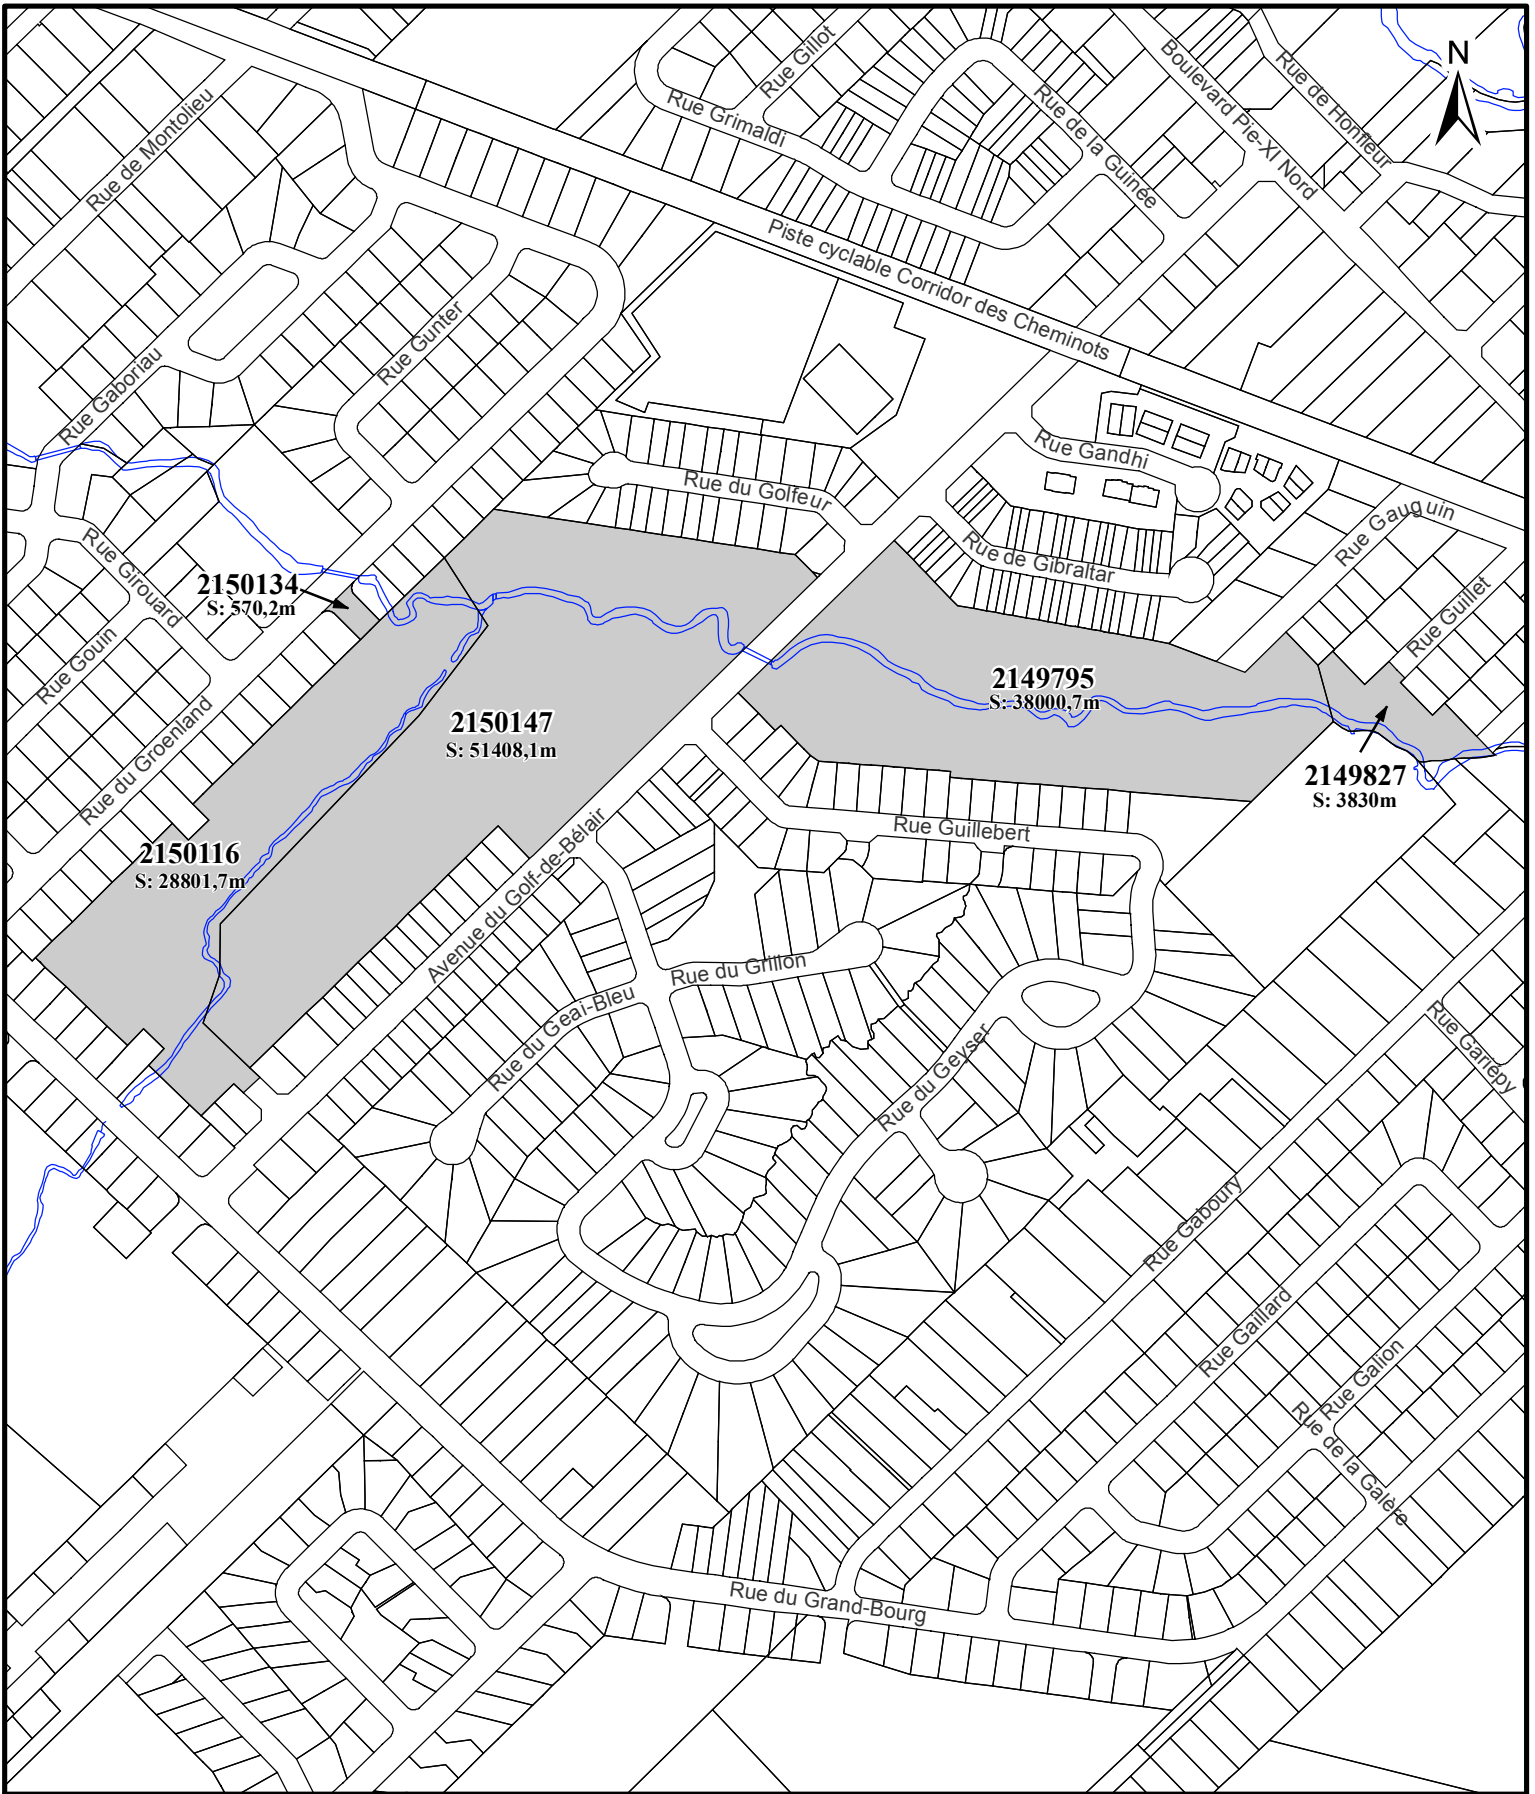 N
Rue Gillot
Rue Grimaldi
Rue de la Guinée
Boulevard Pie-XI Nord
Rue de Honfleur
Rue de Montolieu
Piste cyclable Corridor des Cheminots
Rue Gunter
Rue Gaboriau
Rue du Golfeur
Rue Gandhi
Rue Gauguin
Rue de Gibraltar
Rue Girouard
2150134
S: 570,2m
Rue Guillet
Rue Gouin
2149795
S: 38000,7m
2150147
S: 51408,1m
Rue du Groenland
2149827
S: 3830m
2150116
S: 28801,7m
Avenue du Golf-de-Bélair
Rue Guillebert
Rue du Grillon
Rue du Geai-Bleu
Rue du Geyser
Rue Gariépy
Rue Gaboury
Rue Gaillard
Rue Galion
Rue de la Galère
Rue du Grand-Bourg